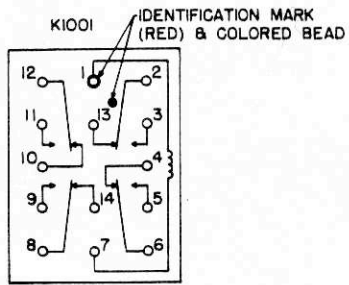 K1001
IDENTIFICATION MARK
(RED) & COLORED BEAD
12 1 2
11 13 3
10 4
9 14 5
8 7 6